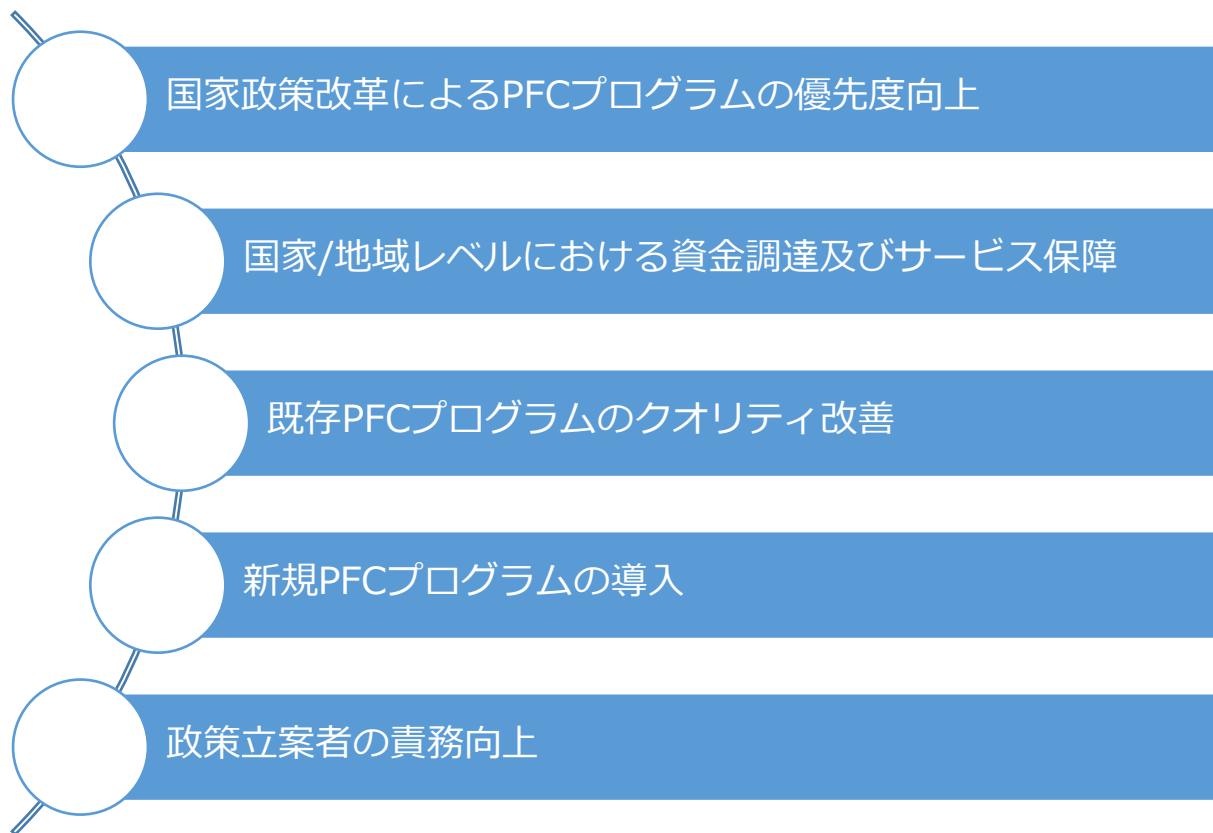 国家政策改革によるPFCプログラムの優先度向上
国家/地域レベルにおける資金調達及びサービス保障
既存PFCプログラムのクオリティ改善
新規PFCプログラムの導入
政策立案者の責務向上